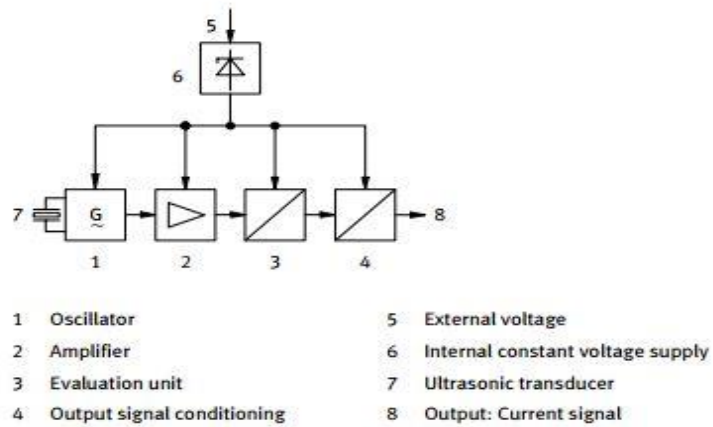 5
6
7
G
~
8
1 2 3 4
1 Oscillator
2 Amplifier
3 Evaluation unit
4 Output signal conditioning
5 External voltage
6 Internal constant voltage supply
7 Ultrasonic transducer
8 Output: Current signal